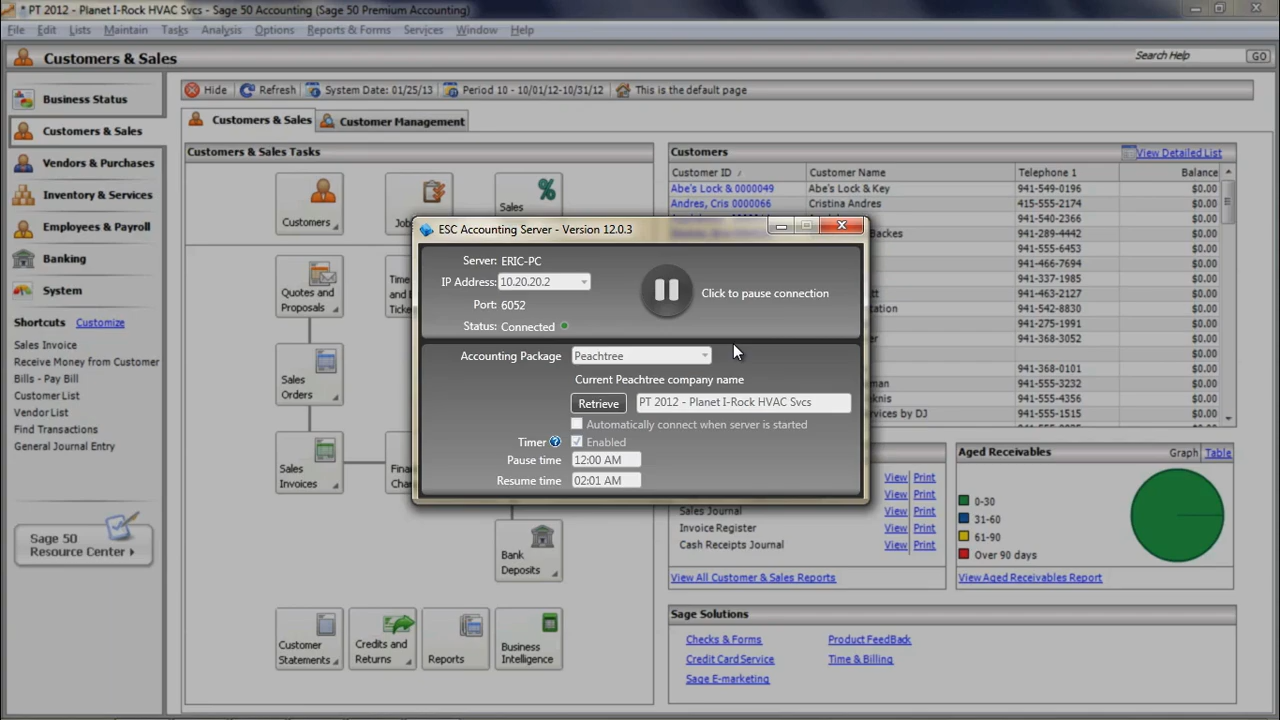 * PT 2012 - Planet I-Rock HVAC Svcs - Sage 50 Accounting (Sage 50 Premium Accounting)
File Edit Lists Maintain Tasks Analysis Options Reports & Forms Services Window Help
Customers & Sales
Search Help GO
Business Status
Customers & Sales
Vendors & Purchases
Inventory & Services
Employees & Payroll
Banking
System
Shortcuts Customize
Sales Invoice
Receive Money from Customer
Bills - Pay Bill
Customer List
Vendor List
Find Transactions
General Journal Entry
Sage 50
Resource Center
Hide Refresh System Date: 01/25/13 Period 10 - 10/01/12-10/31/12 This is the default page
Customers & Sales Customer Management
Customers & Sales Tasks
Customers
Sales
Quotes and
Proposals
Time
and
Sales
Orders
Sales
Invoices
Bank
Deposits
Customer
Statements
Credits and
Returns
Reports
Business
Intelligence
Customers View Detailed List
Customer ID / Customer Name Telephone 1 Balance
Abe's Lock & 0000049 Abe's Lock & Key 941-549-0196 $0.00
Andres, Cris 0000066 Cristina Andres 415-555-2174 $0.00
941-540-2366 $0.00
Backes 941-289-4442 $0.00
941-555-6453 $0.00
941-466-7694 $0.00
941-337-1985 $0.00
941-463-2127 $0.00
941-542-8830 $0.00
941-275-1991 $0.00
941-368-3052 $0.00
$0.00
941-368-0101 $0.00
941-555-3232 $0.00
941-555-4351 $0.00
by DJ 941-555-1515 $0.00
ESC Accounting Server - Version 12.0.3
Server: ERIC-PC
IP Address: 10.20.20.2
Port: 6052
Status: Connected
Click to pause connection
Accounting Package Peachtree
Current Peachtree company name
Retrieve PT 2012 - Planet I-Rock HVAC Svcs
Automatically connect when server is started
Timer ? Enabled
Pause time 12:00 AM
Resume time 02:01 AM
View Print
View Print
Sales Journal View Print
Invoice Register View Print
Cash Receipts Journal View Print
View All Customer & Sales Reports
Aged Receivables Graph Table
0-30
31-60
61-90
Over 90 days
View Aged Receivables Report
Sage Solutions
Checks & Forms Product FeedBack
Credit Card Service Time & Billing
Sage E-marketing